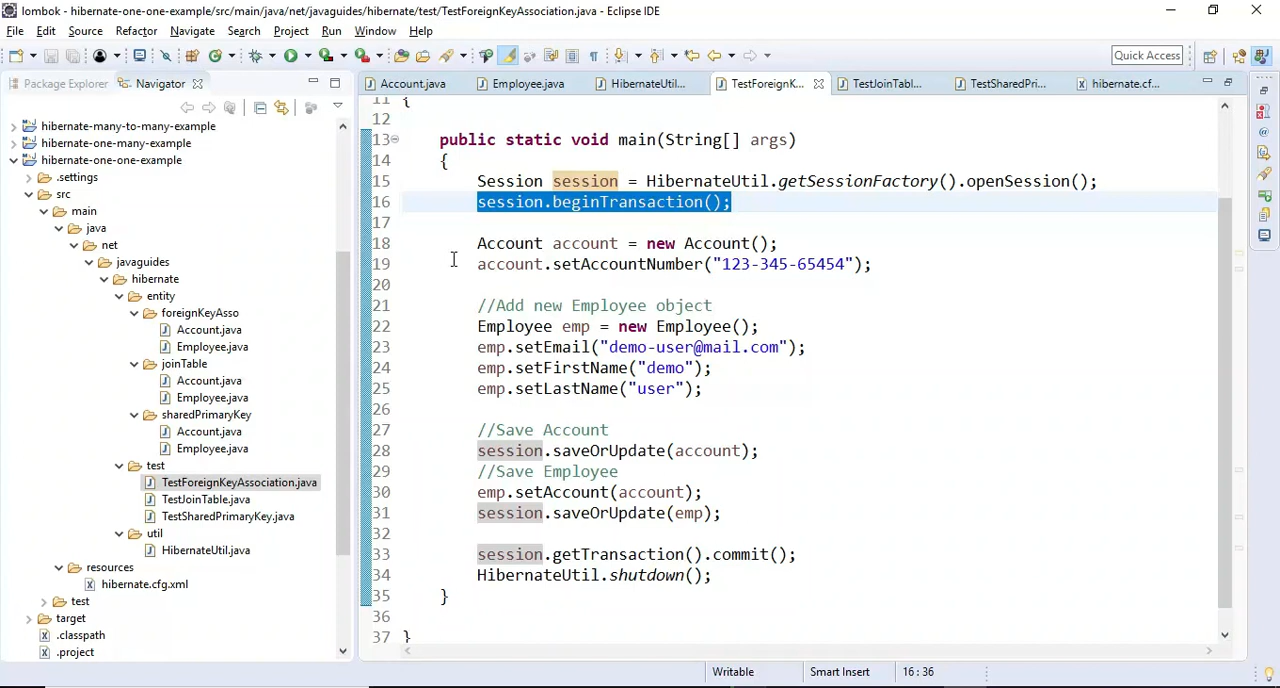 lombok - hibernate-one-one-example/src/main/java/net/javaguides/hibernate/test/TestForeignKeyAssociation.java - Eclipse IDE
File Edit Source Refactor Navigate Search Project Run Window Help
Quick Access
Package Explorer Navigator
Account.java Employee.java HibernateUtil... TestForeignK... TestJoinTabl... TestSharedPri... hibernate.cf...
hibernate-many-to-many-example
hibernate-one-many-example
hibernate-one-one-example
.settings
src
main
java
net
javaguides
hibernate
entity
foreignKeyAsso
Account.java
Employee.java
joinTable
Account.java
Employee.java
sharedPrimaryKey
Account.java
Employee.java
test
TestForeignKeyAssociation.java
TestJoinTable.java
TestSharedPrimaryKey.java
util
HibernateUtil.java
resources
hibernate.cfg.xml
test
target
.classpath
.project
11 {
12
13 public static void main(String[] args)
14 {
15 Session session = HibernateUtil.getSessionFactory().openSession();
16 session.beginTransaction();
17
18 Account account = new Account();
19 account.setAccountNumber("123-345-65454");
20
21 //Add new Employee object
22 Employee emp = new Employee();
23 emp.setEmail("demo-user@mail.com");
24 emp.setFirstName("demo");
25 emp.setLastName("user");
26
27 //Save Account
28 session.saveOrUpdate(account);
29 //Save Employee
30 emp.setAccount(account);
31 session.saveOrUpdate(emp);
32
33 session.getTransaction().commit();
34 HibernateUtil.shutdown();
35 }
36
37 }
Writable Smart Insert 16 : 36